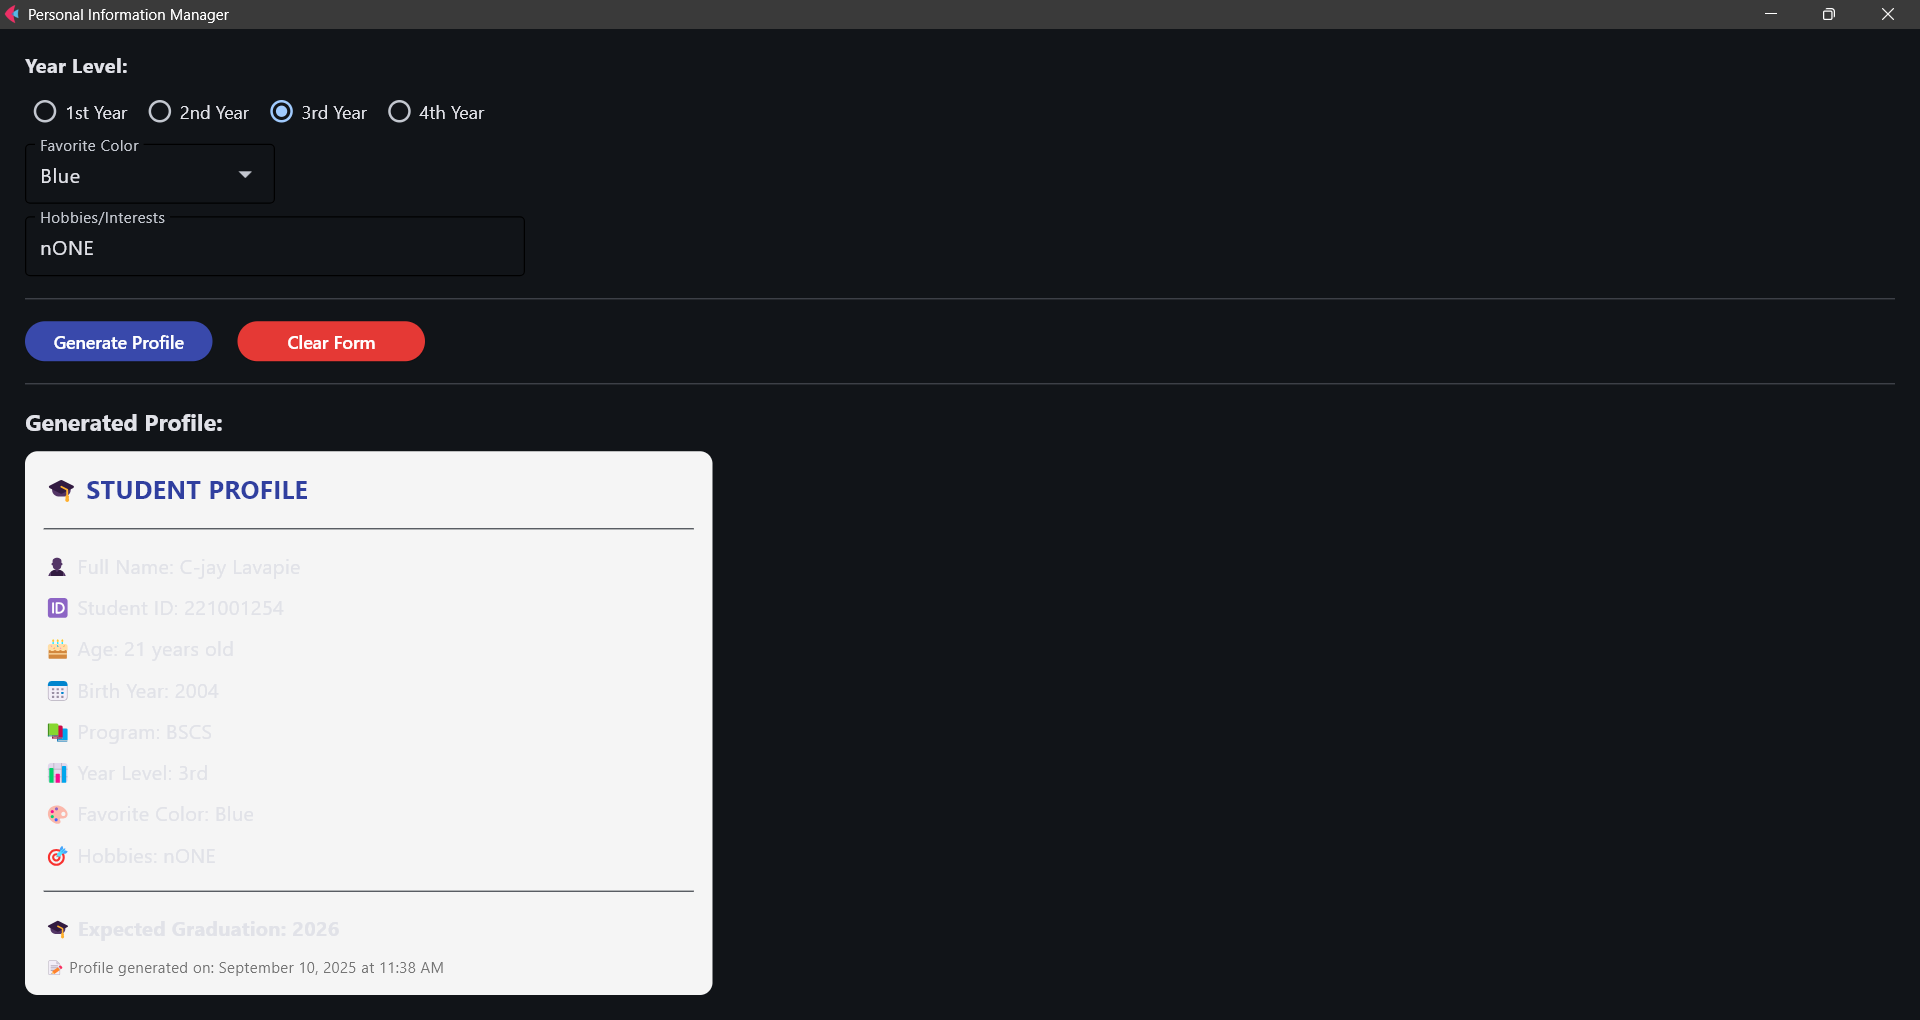 Personal Information Manager
Year Level:
1st Year 2nd Year 3rd Year 4th Year
Favorite Color
Blue
Hobbies/Interests
nONE
Generate Profile Clear Form
Generated Profile:
STUDENT PROFILE
Full Name: C-jay Lavapie
ID Student ID: 221001254
Age: 21 years old
Birth Year: 2004
Program: BSCS
Year Level: 3rd
Favorite Color: Blue
Hobbies: nONE
Expected Graduation: 2026
Profile generated on: September 10, 2025 at 11:38 AM